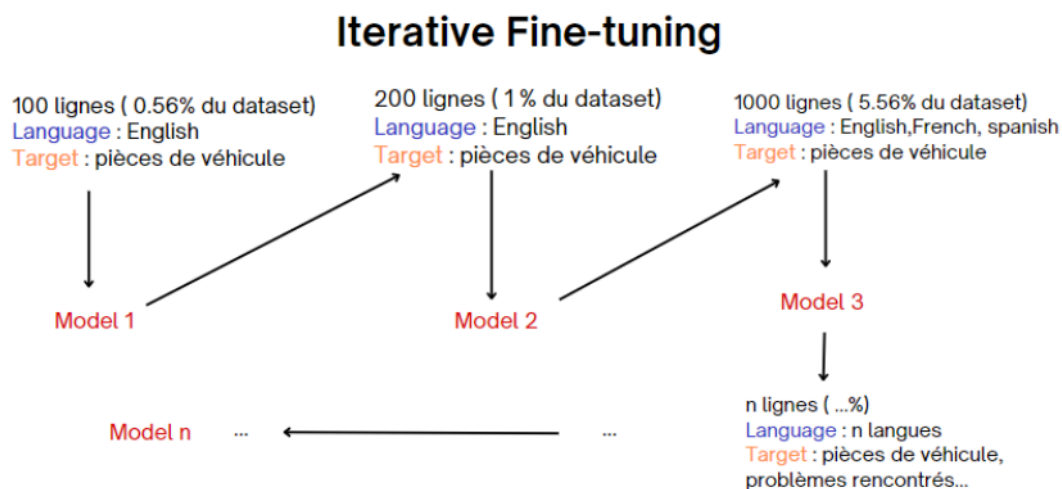 Iterative Fine-tuning
100 lignes ( 0.56% du dataset)
Language : English
Target : pièces de véhicule
200 lignes ( 1 % du dataset)
Language : English
Target : pièces de véhicule
1000 lignes ( 5.56% du dataset)
Language : English,French, spanish
Target : pièces de véhicule
Model 1
Model 2
Model 3
n lignes ( ...%)
Language : n langues
Target : pièces de véhicule,
problèmes rencontrés...
...
Model n ...